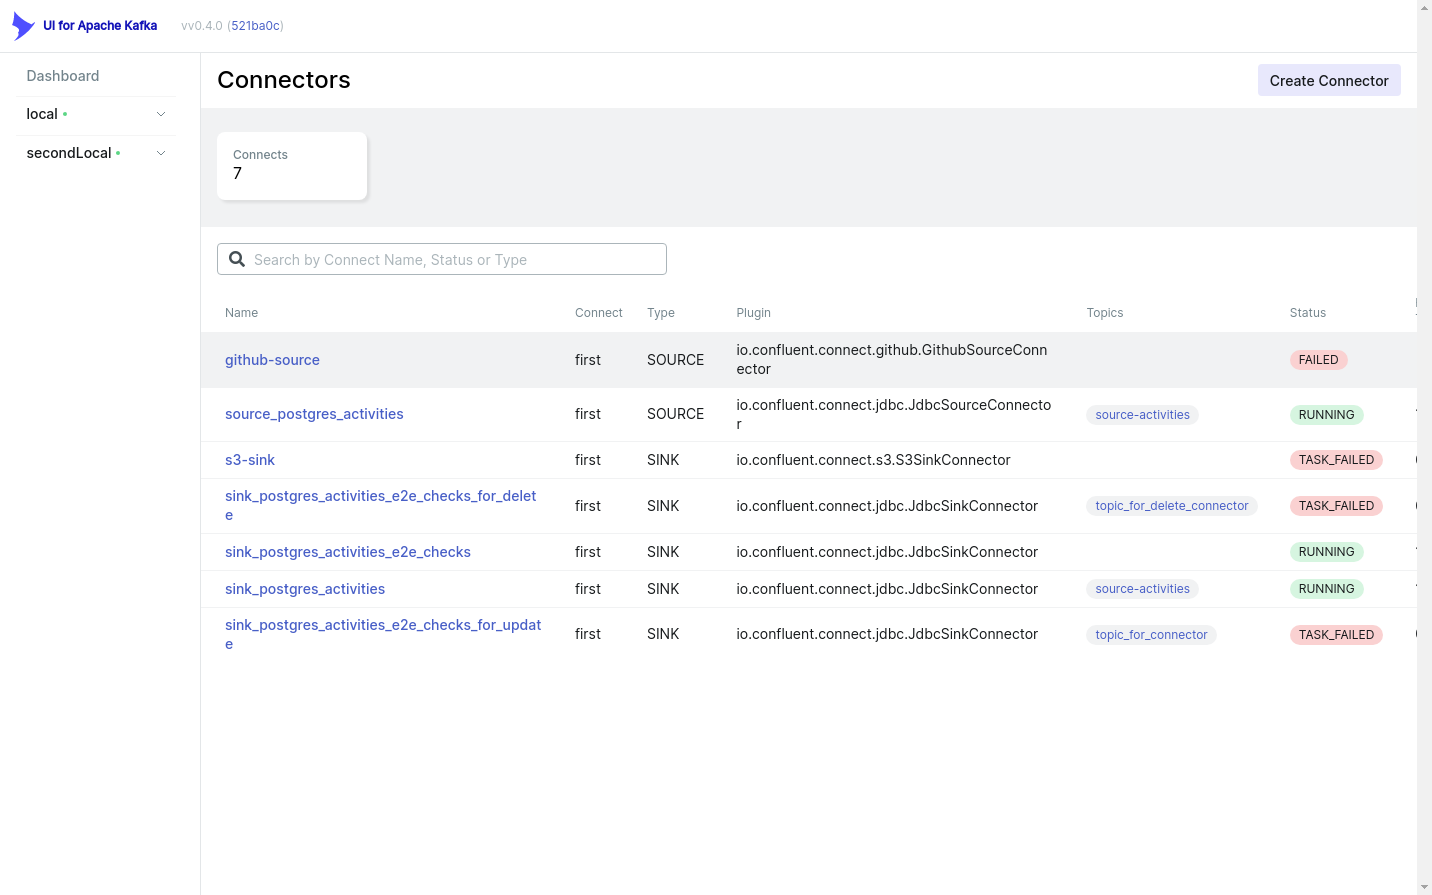 UI for Apache Kafka
vv0.4.0 (521ba0c)
Dashboard
local
secondLocal
Connectors
Create Connector
Connects
7
Search by Connect Name, Status or Type
Name Connect Type Plugin Topics Status
github-source first SOURCE io.confluent.connect.github.GithubSourceConn
ector
FAILED
source_postgres_activities first SOURCE io.confluent.connect.jdbc.JdbcSourceConnecto
r
source-activities RUNNING
s3-sink first SINK io.confluent.connect.s3.S3SinkConnector TASK_FAILED
sink_postgres_activities_e2e_checks_for_delet
e
first SINK io.confluent.connect.jdbc.JdbcSinkConnector topic_for_delete_connector TASK_FAILED
sink_postgres_activities_e2e_checks first SINK io.confluent.connect.jdbc.JdbcSinkConnector RUNNING
sink_postgres_activities first SINK io.confluent.connect.jdbc.JdbcSinkConnector source-activities RUNNING
sink_postgres_activities_e2e_checks_for_updat
e
first SINK io.confluent.connect.jdbc.JdbcSinkConnector topic_for_connector TASK_FAILED